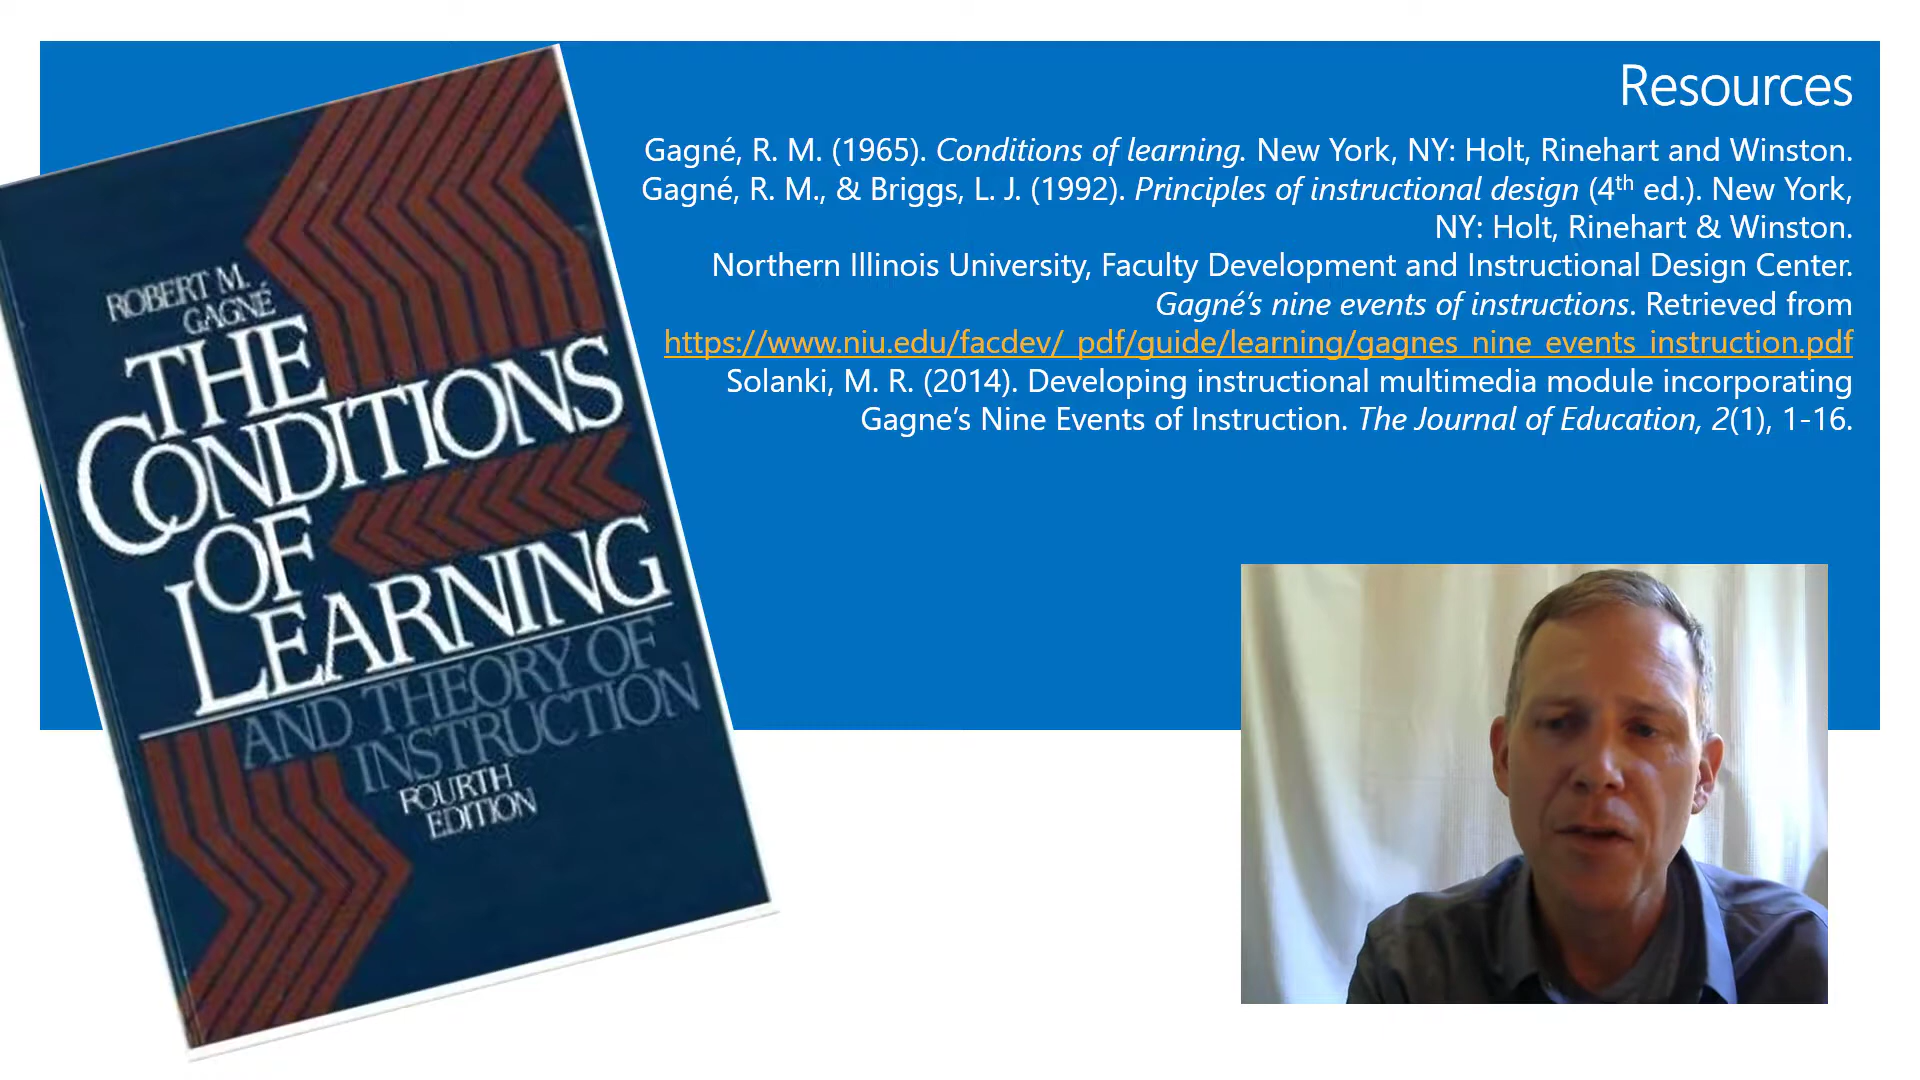 Resources
Gagné, R. M. (1965). Conditions of learning. New York, NY: Holt, Rinehart and Winston.
Gagné, R. M., & Briggs, L. J. (1992). Principles of instructional design (4th ed.). New York,
NY: Holt, Rinehart & Winston.
Northern Illinois University, Faculty Development and Instructional Design Center.
Gagné’s nine events of instructions. Retrieved from
https://www.niu.edu/facdev/_pdf/guide/learning/gagnes_nine_events_instruction.pdf
Solanki, M. R. (2014). Developing instructional multimedia module incorporating
Gagne’s Nine Events of Instruction. The Journal of Education, 2(1), 1-16.
ROBERT M.
GAGNÉ
THE
CONDITIONS
OF
LEARNING
AND THEORY OF
INSTRUCTION
FOURTH
EDITION